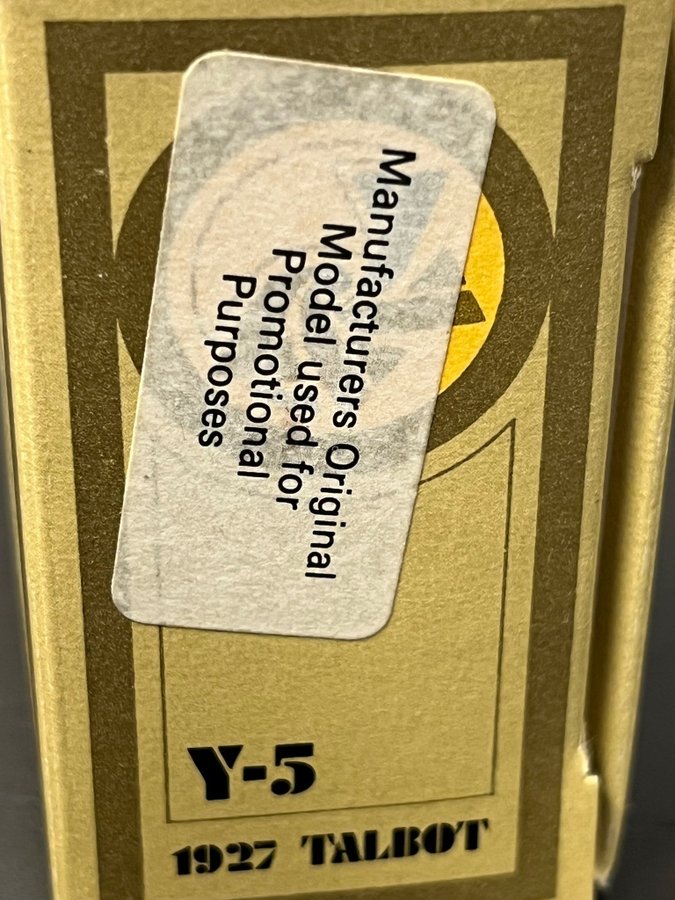 Manufacturers Original
Model used for
Promotional
Purposes
Y-5
1927 TALBOT